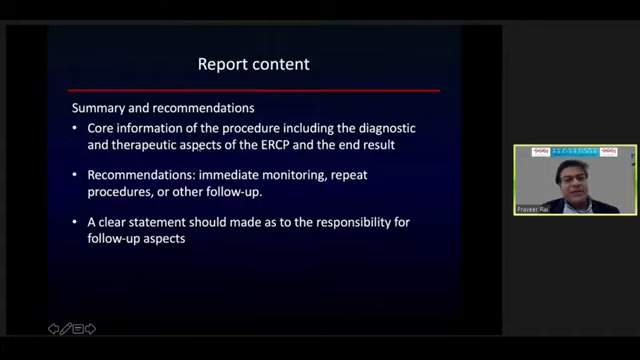 Report content
Summary and recommendations
• Core information of the procedure including the diagnostic
and therapeutic aspects of the ERCP and the end result
• Recommendations: immediate monitoring, repeat
procedures, or other follow-up.
• A clear statement should made as to the responsibility for
follow-up aspects
Praveer Rai